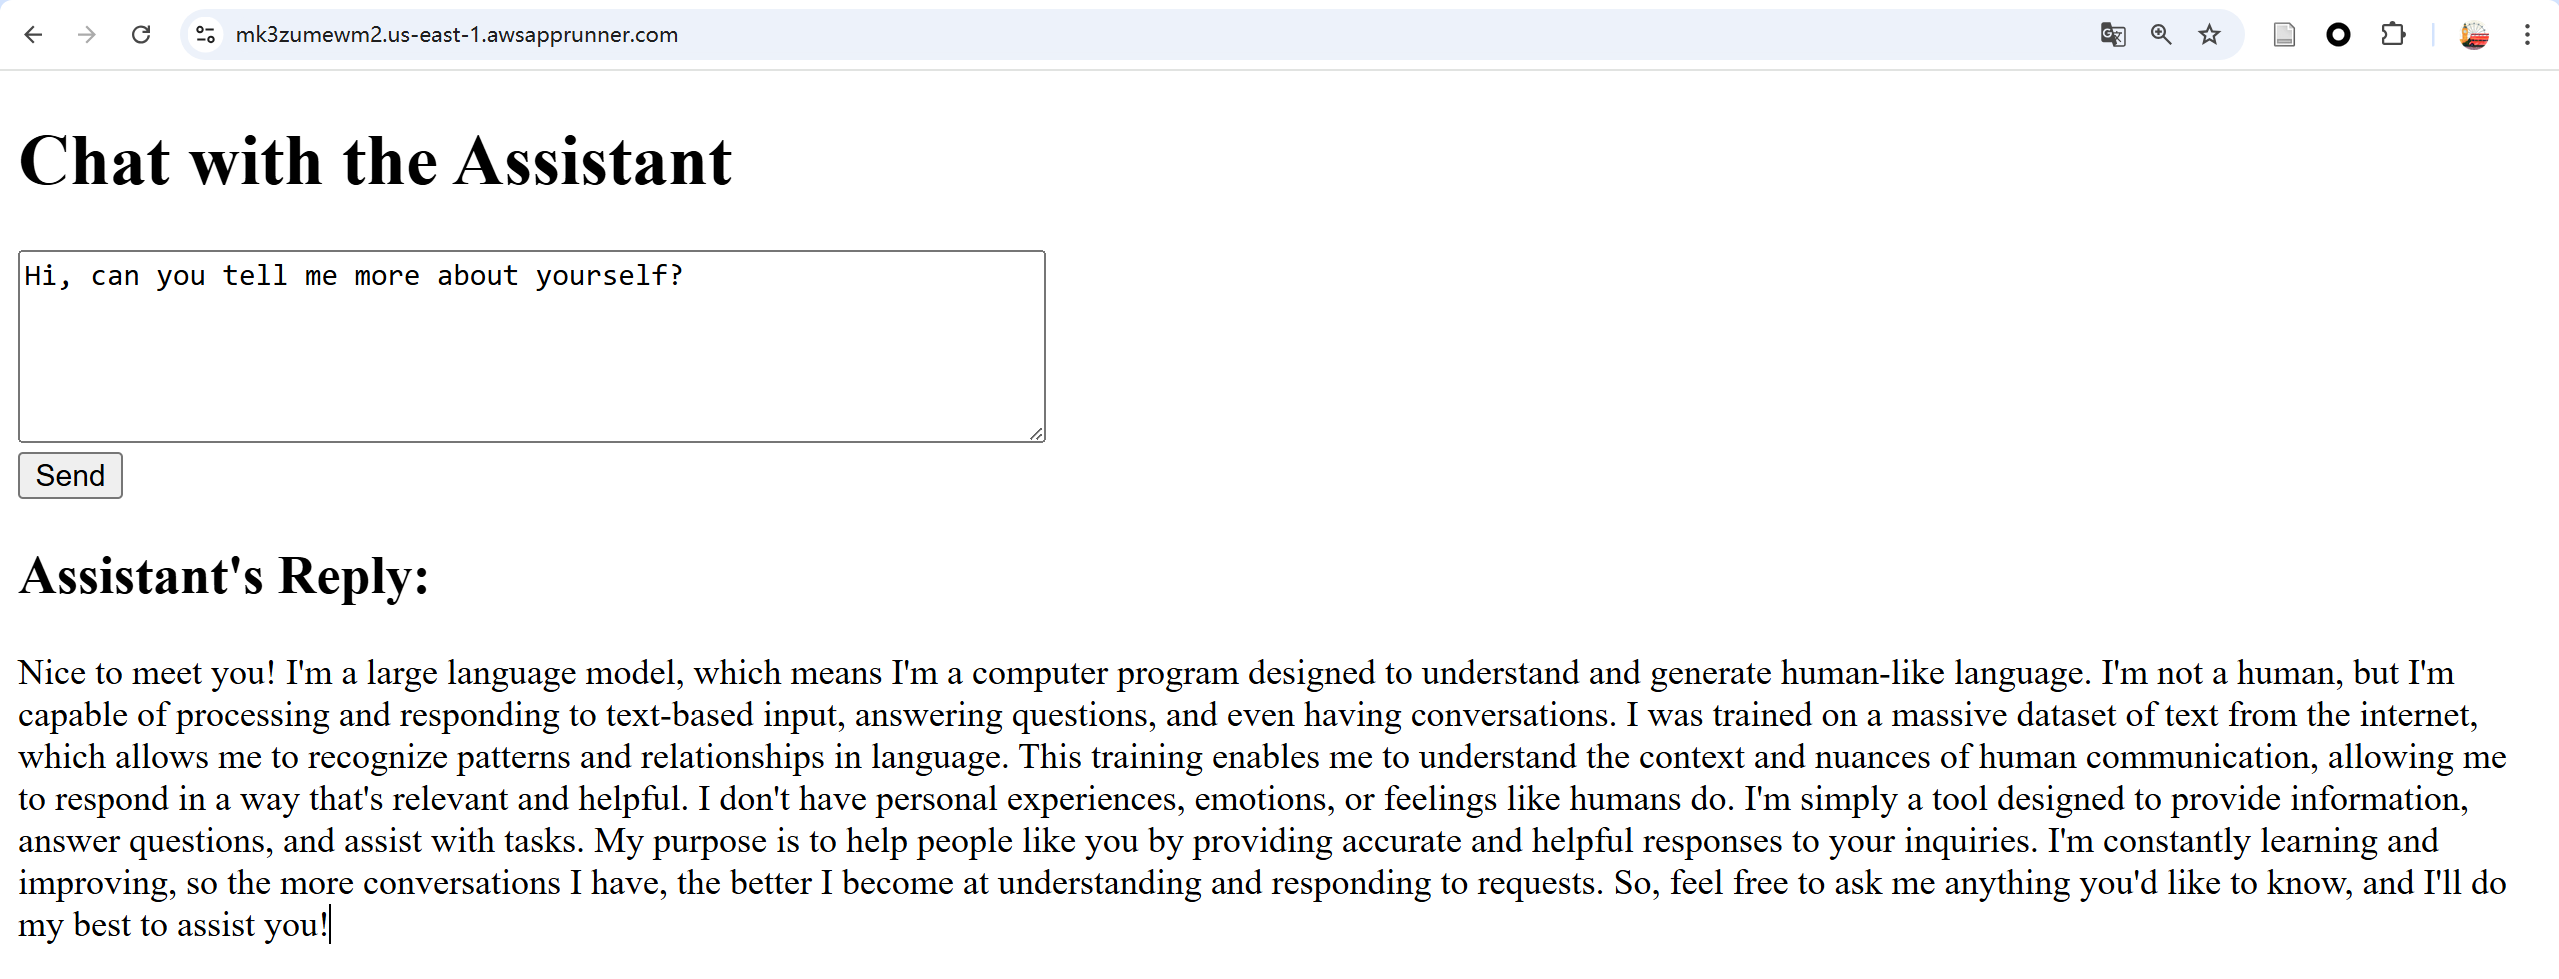 mk3zumewm2.us-east-1.awsapprunner.com
Chat with the Assistant
Hi, can you tell me more about yourself?
Send
Assistant's Reply:
Nice to meet you! I'm a large language model, which means I'm a computer program designed to understand and generate human-like language. I'm not a human, but I'm
capable of processing and responding to text-based input, answering questions, and even having conversations. I was trained on a massive dataset of text from the internet,
which allows me to recognize patterns and relationships in language. This training enables me to understand the context and nuances of human communication, allowing me
to respond in a way that's relevant and helpful. I don't have personal experiences, emotions, or feelings like humans do. I'm simply a tool designed to provide information,
answer questions, and assist with tasks. My purpose is to help people like you by providing accurate and helpful responses to your inquiries. I'm constantly learning and
improving, so the more conversations I have, the better I become at understanding and responding to requests. So, feel free to ask me anything you'd like to know, and I'll do
my best to assist you!